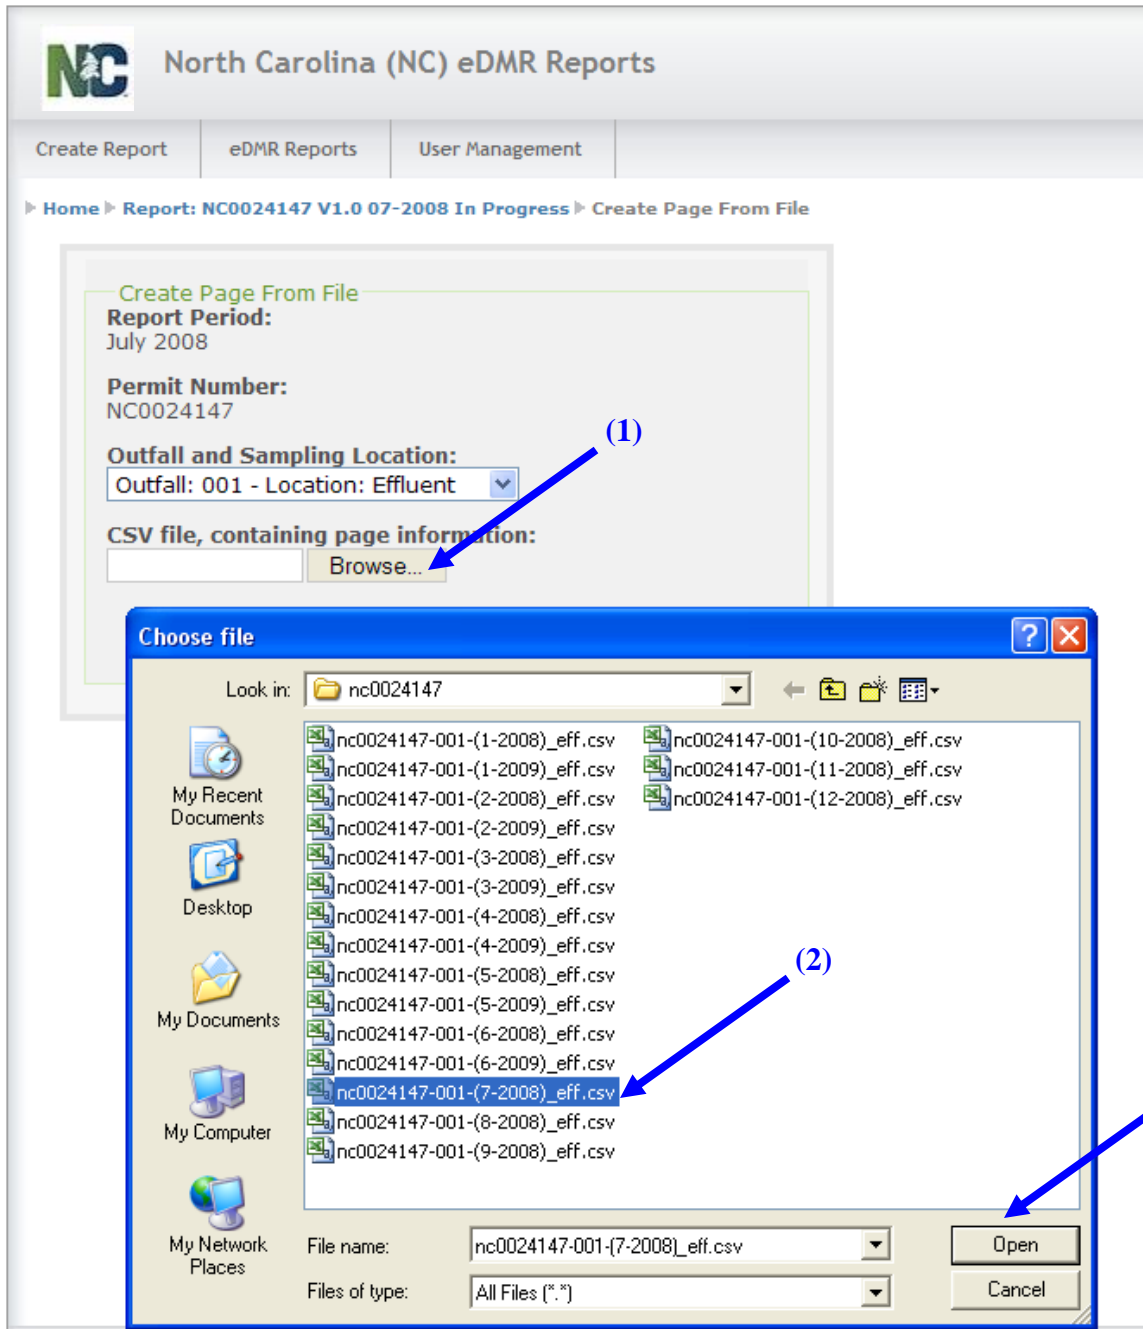 NC
North Carolina (NC) eDMR Reports
Create Report eDMR Reports User Management
Home Report: NC0024147 V1.0 07-2008 In Progress Create Page From File
Create Page From File
Report Period:
July 2008
Permit Number:
NC0024147
(1)
Outfall and Sampling Location:
Outfall: 001 - Location: Effluent
CSV file, containing page information:
Browse...
Choose file
Look in: nc0024147
My Recent
Documents
Desktop
My Documents
My Computer
My Network
Places
nc0024147-001-(1-2008)_eff.csv
nc0024147-001-(1-2009)_eff.csv
nc0024147-001-(2-2008)_eff.csv
nc0024147-001-(2-2009)_eff.csv
nc0024147-001-(3-2008)_eff.csv
nc0024147-001-(3-2009)_eff.csv
nc0024147-001-(4-2008)_eff.csv
nc0024147-001-(4-2009)_eff.csv
nc0024147-001-(5-2008)_eff.csv
nc0024147-001-(5-2009)_eff.csv
nc0024147-001-(6-2008)_eff.csv
nc0024147-001-(6-2009)_eff.csv
nc0024147-001-(7-2008)_eff.csv
nc0024147-001-(8-2008)_eff.csv
nc0024147-001-(9-2008)_eff.csv
nc0024147-001-(10-2008)_eff.csv
nc0024147-001-(11-2008)_eff.csv
nc0024147-001-(12-2008)_eff.csv
(2)
File name: nc0024147-001-(7-2008)_eff.csv Open
Files of type: All Files (*.*) Cancel